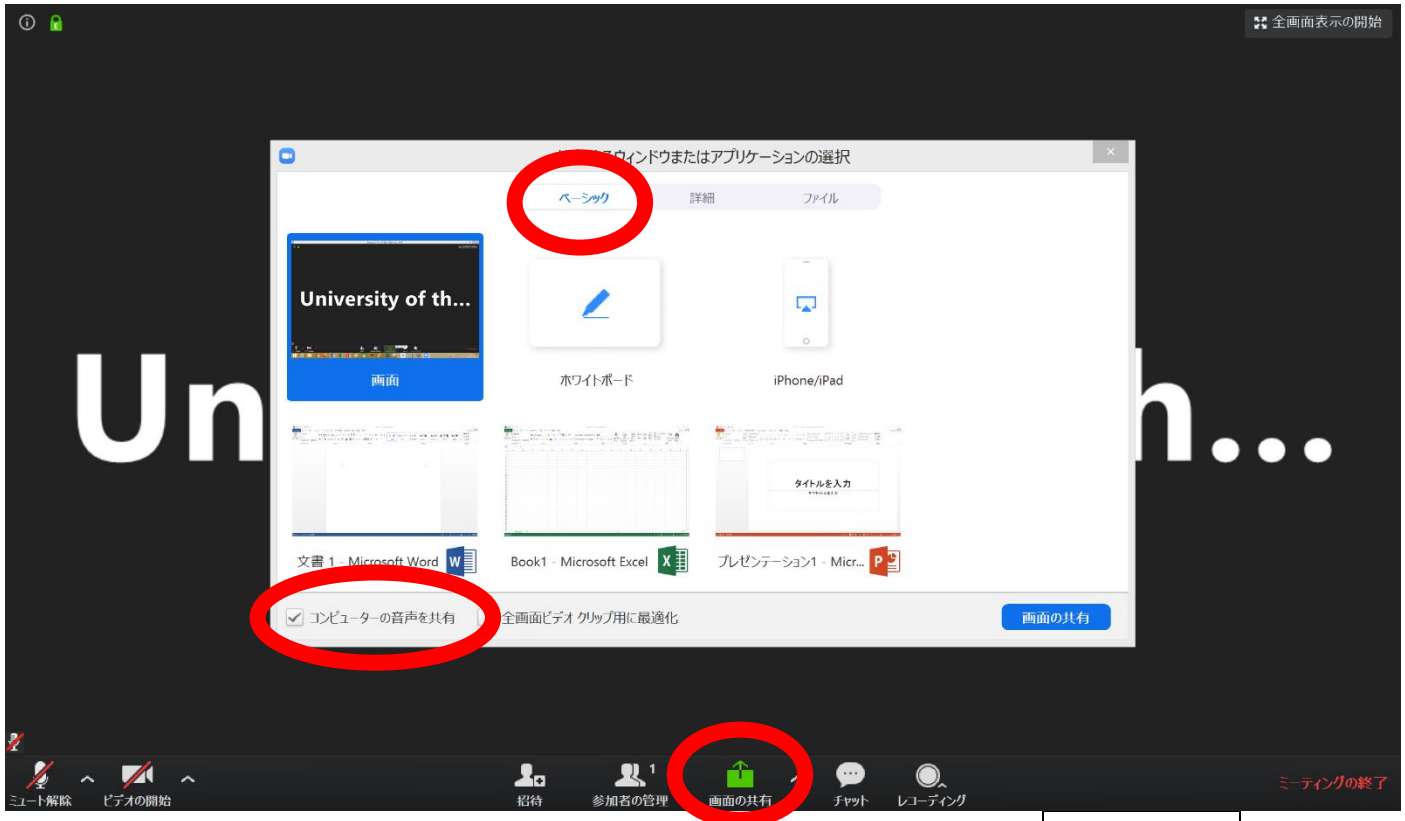 全画面表示の開始
ウィンドウまたはアプリケーションの選択
ベーシック 詳細 ファイル
University of th...
画面 ホワイトボード iPhone/iPad
Un h...
タイトルを入力
文書 1 - Microsoft Word Book1 - Microsoft Excel プレゼンテーション1 - Micr...
コンピューターの音声を共有 全画面ビデオ クリップ用に最適化 画面の共有
ミュート解除 ビデオの開始 招待 参加者の管理 1 画面の共有 チャット レコーディング ミーティングの終了